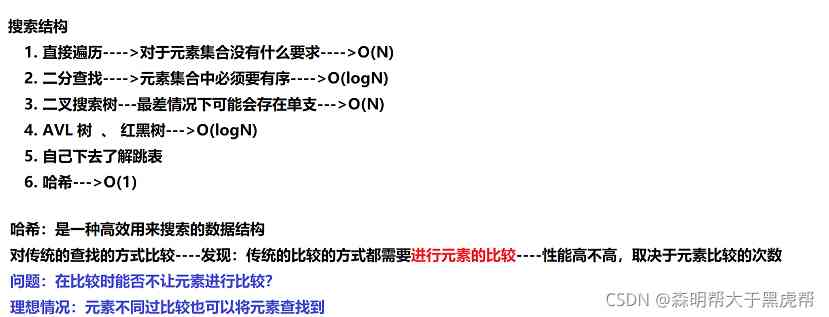 搜索结构
1. 直接遍历---->对于元素集合没有什么要求---->O(N)
2. 二分查找---->元素集合中必须要有序---->O(logN)
3. 二叉搜索树---最差情况下可能会存在单支--->O(N)
4. AVL 树 、 红黑树--->O(logN)
5. 自己下去了解跳表
6. 哈希--->O(1)
哈希：是一种高效用来搜索的数据结构
对传统的查找的方式比较----发现：传统的比较的方式都需要进行元素的比较----性能高不高，取决于元素比较的次数
问题：在比较时能否不让元素进行比较？
理想情况：元素不同过比较也可以将元素查找到
CSDN @森明帮大于黑虎帮